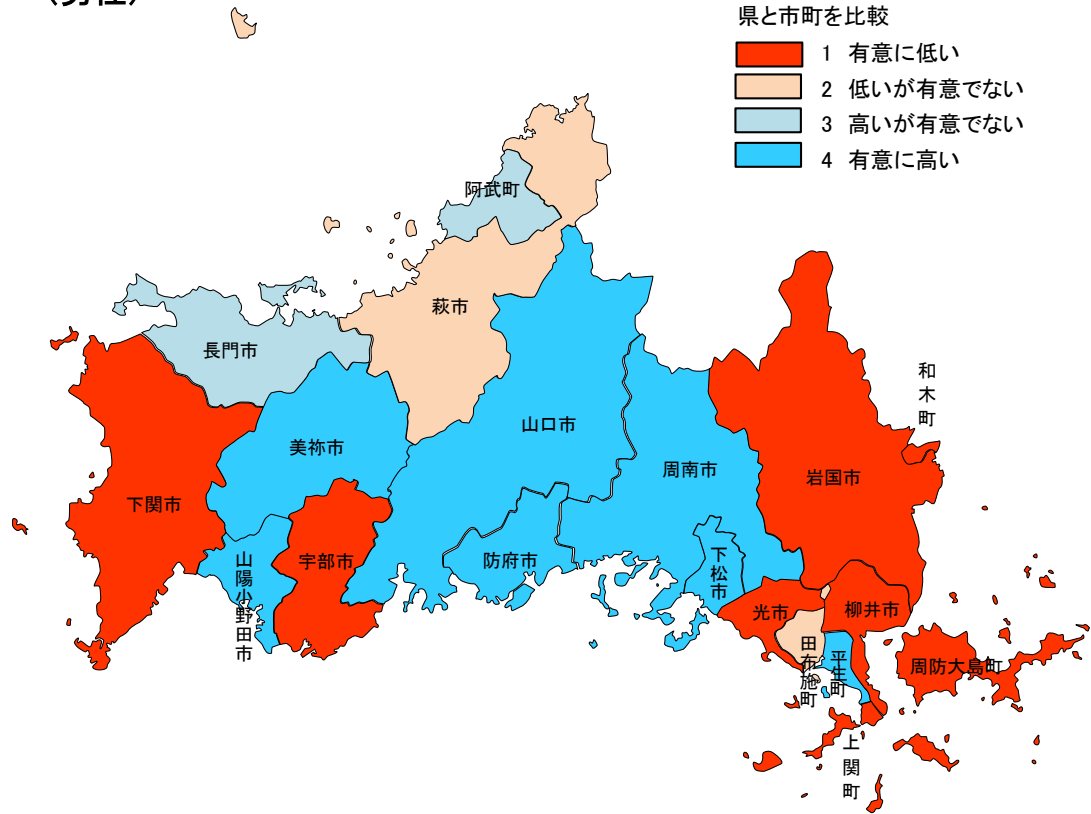 (男性)
県と市町を比較
1 有意に低い
2 低いが有意でない
3 高いが有意でない
4 有意に高い
阿武町
萩市
長門市
和木町
山口市
美祢市
周南市
岩国市
下関市
宇部市
防府市
下松市
山陽小野田市
光市
柳井市
田布施町
平生町
周防大島町
上関町